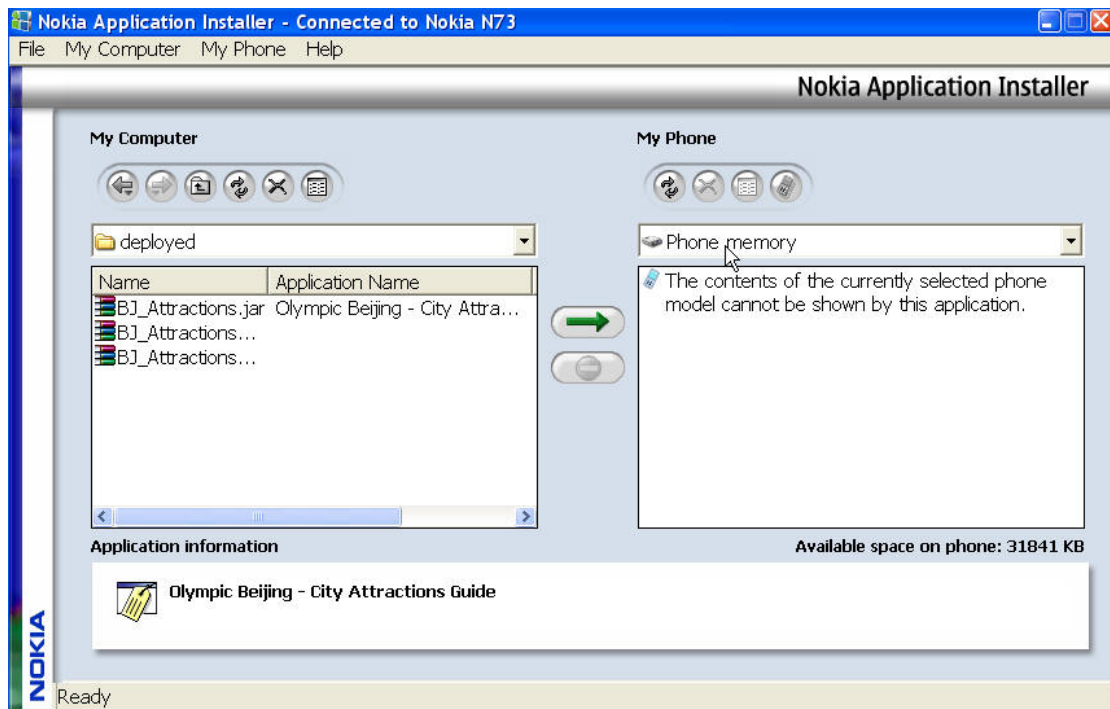 Nokia Application Installer - Connected to Nokia N73
File My Computer My Phone Help
Nokia Application Installer
My Computer
My Phone
deployed
Phone memory
Name Application Name
BJ_Attractions.jar Olympic Beijing - City Attra...
BJ_Attractions...
BJ_Attractions...
The contents of the currently selected phone
model cannot be shown by this application.
Application information
Available space on phone: 31841 KB
Olympic Beijing - City Attractions Guide
NOKIA
Ready